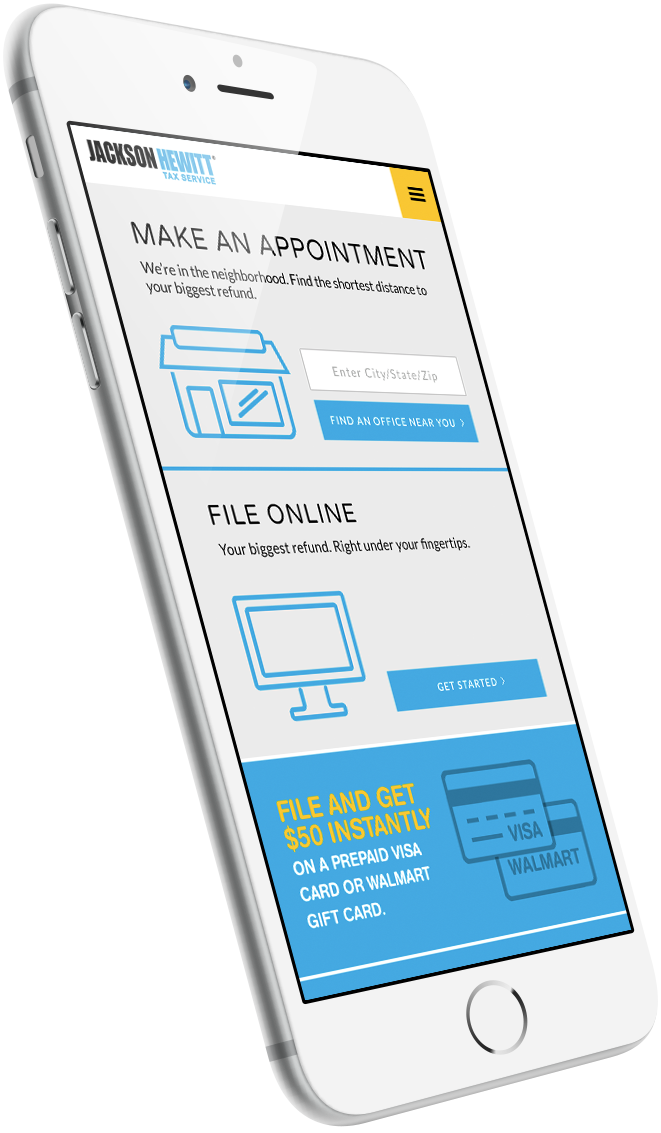 JACKSON HEWITT®
TAX SERVICE
MAKE AN APPOINTMENT
We're in the neighborhood. Find the shortest distance to
your biggest refund.
Enter City/State/Zip
FIND AN OFFICE NEAR YOU >
FILE ONLINE
Your biggest refund. Right under your fingertips.
GET STARTED >
FILE AND GET
$50 INSTANTLY
ON A PREPAID VISA
CARD OR WALMART
GIFT CARD.
VISA
WALMART